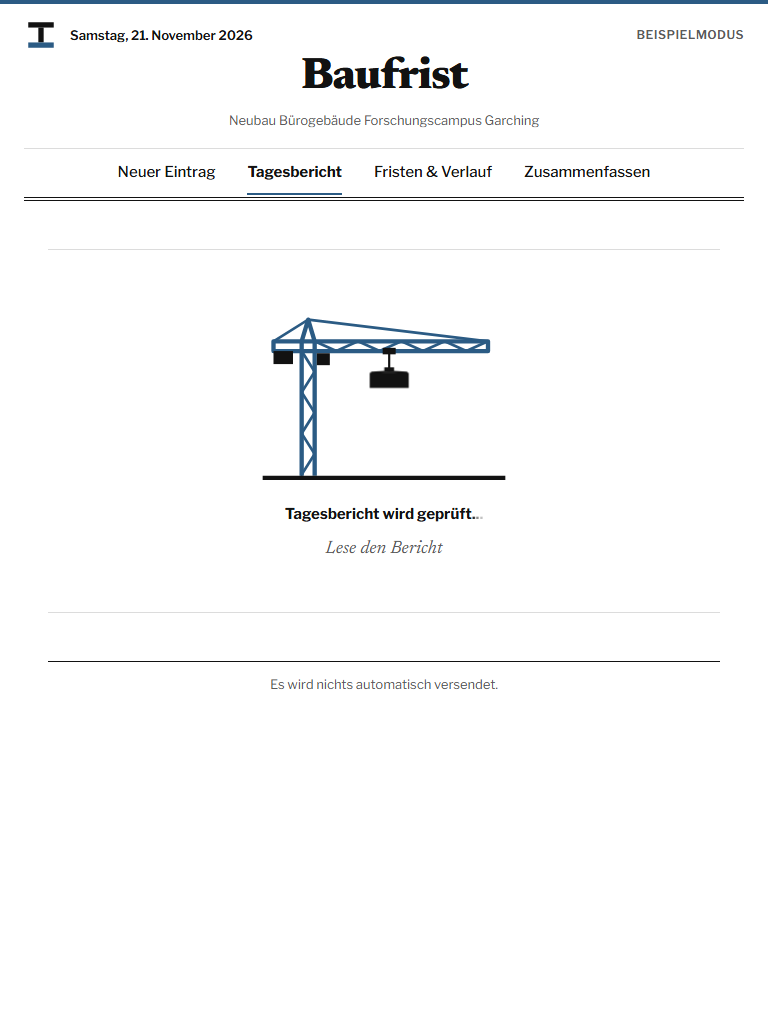 Samstag, 21. November 2026
BEISPIELMODUS
Baufrist
Neubau Bürogebäude Forschungscampus Garching
Neuer Eintrag
Tagesbericht
Fristen & Verlauf
Zusammenfassen
Tagesbericht wird geprüft...
Lese den Bericht
Es wird nichts automatisch versendet.